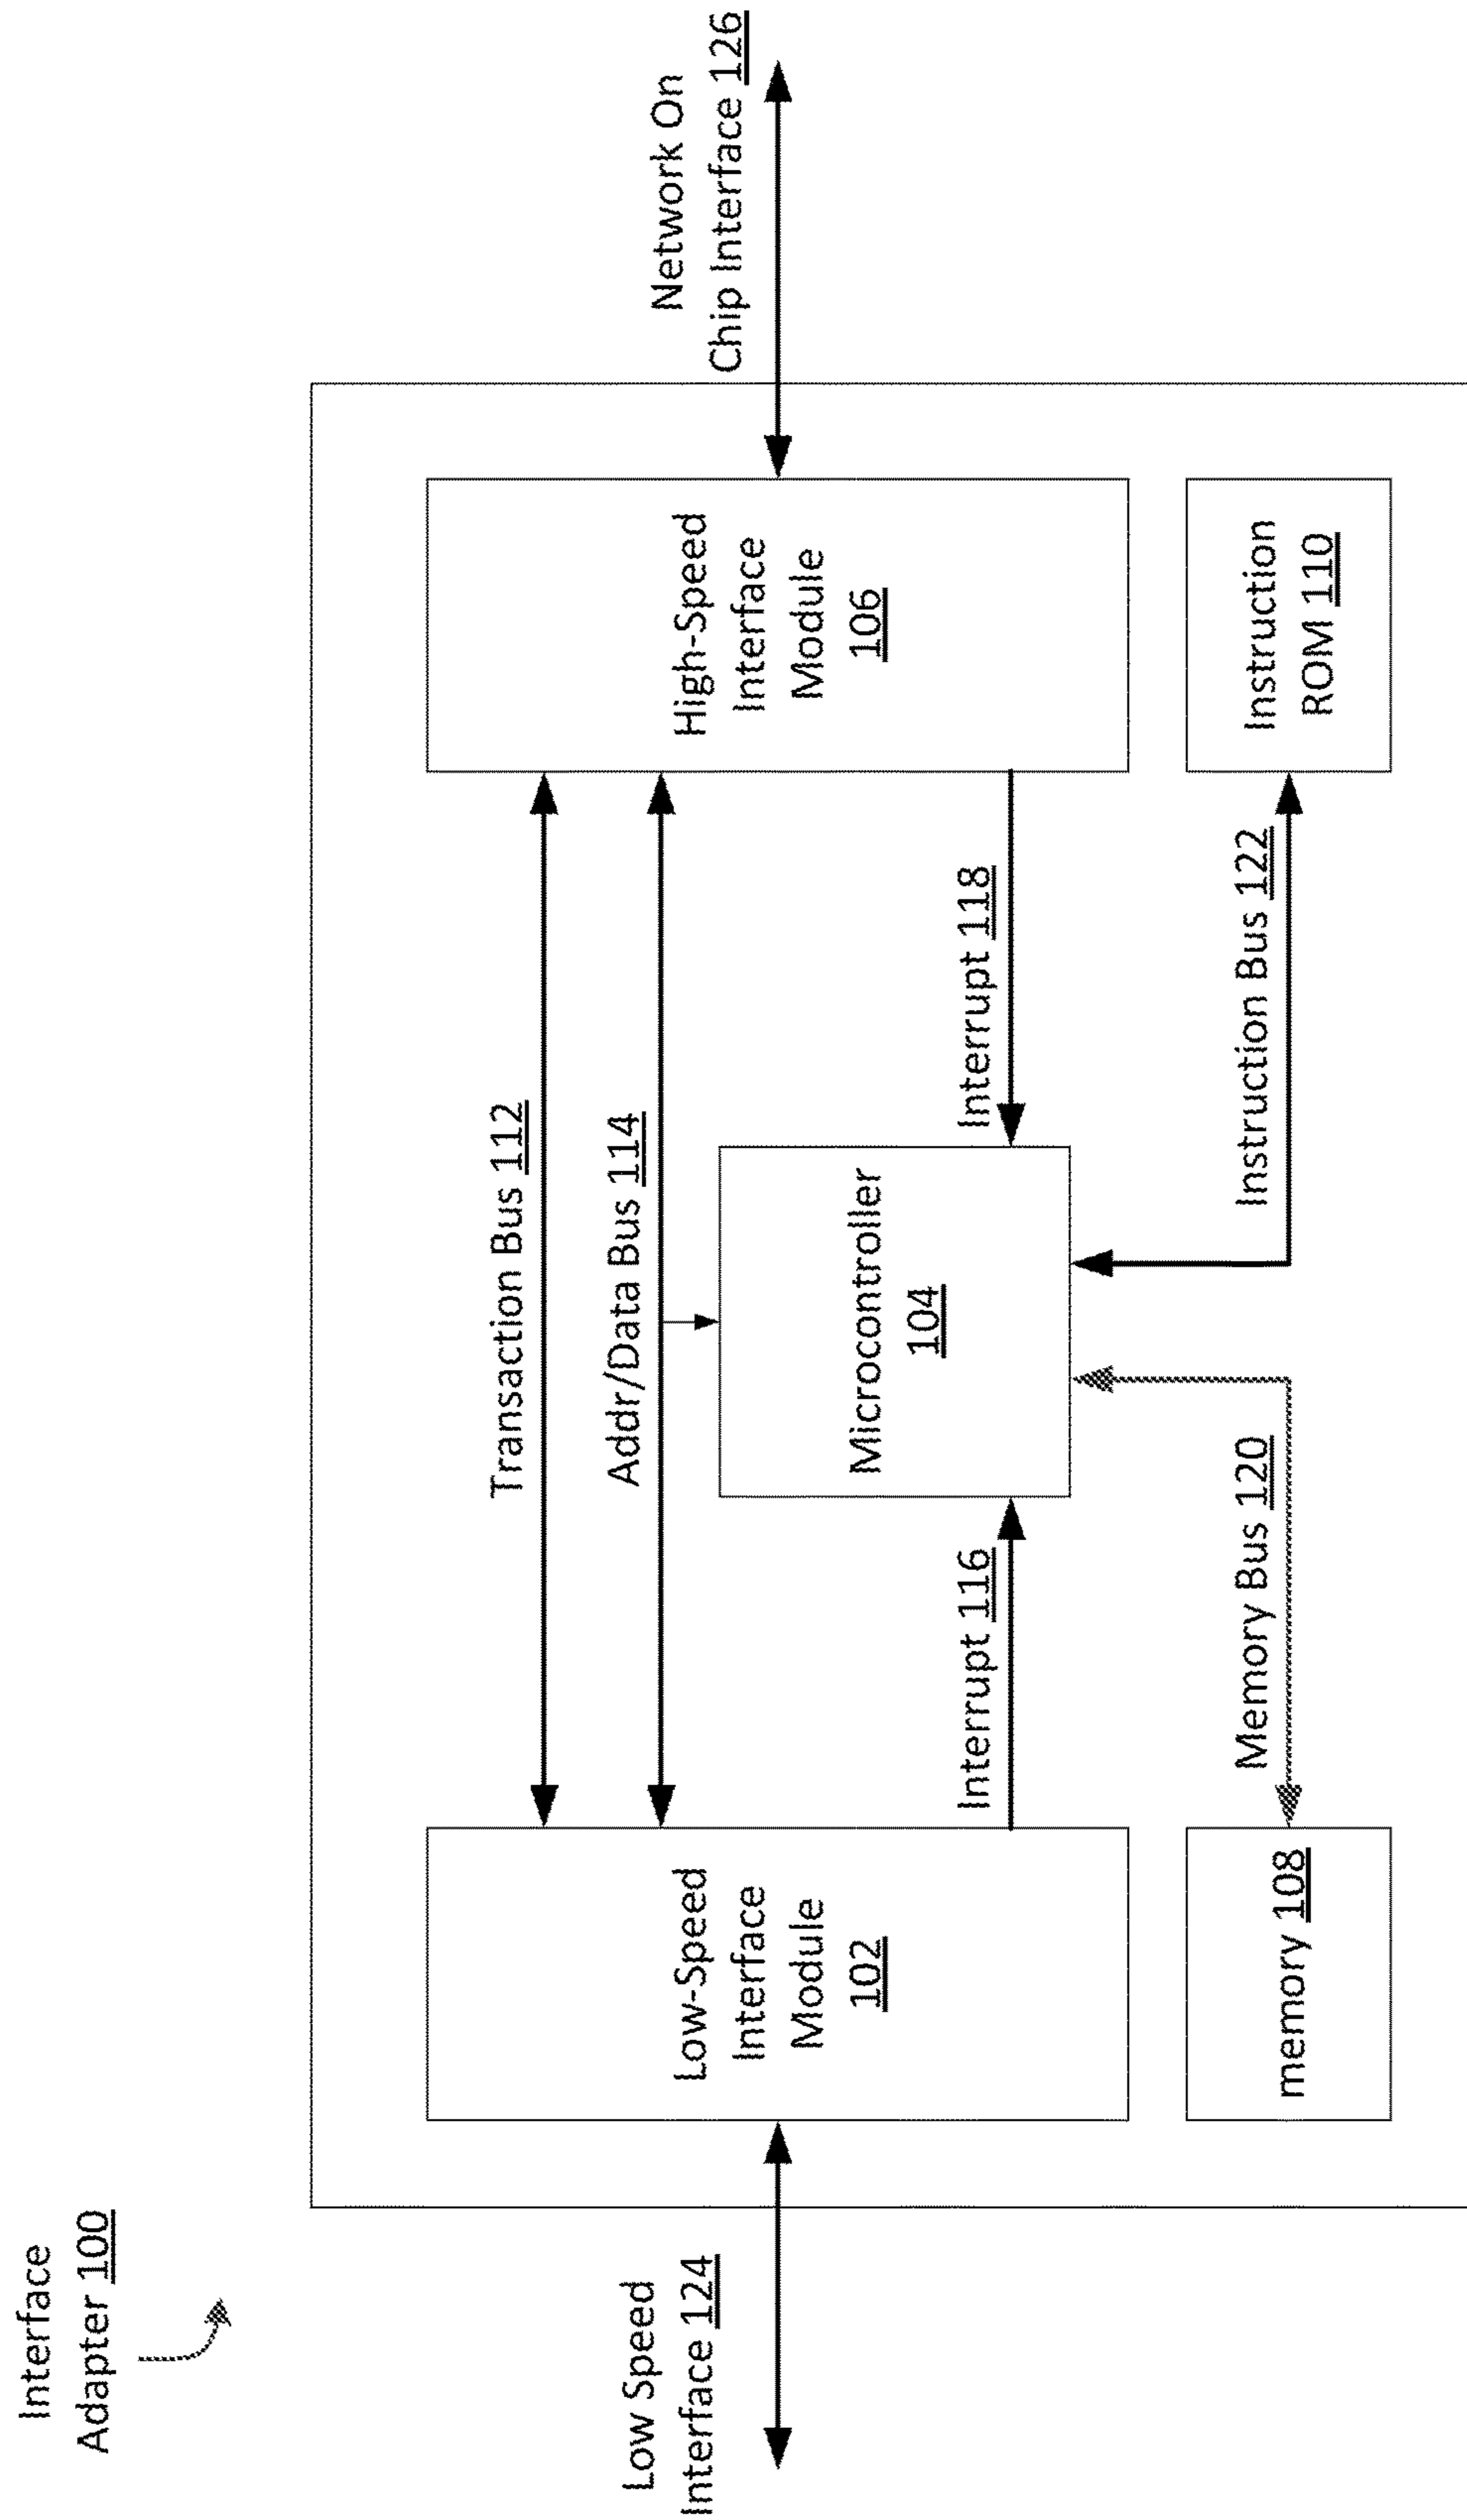 Interface
Adapter 100
Transaction Bus 112
Addr/Data Bus 114
Low Speed
Interface 124
Low-Speed
Interface
Module
102
Microcontroller
104
High-Speed
Interface
Module
106
Network On
Chip Interface 126
Interrupt 116
Interrupt 118
Memory Bus 120
Instruction Bus 122
memory 108
Instruction
ROM 110